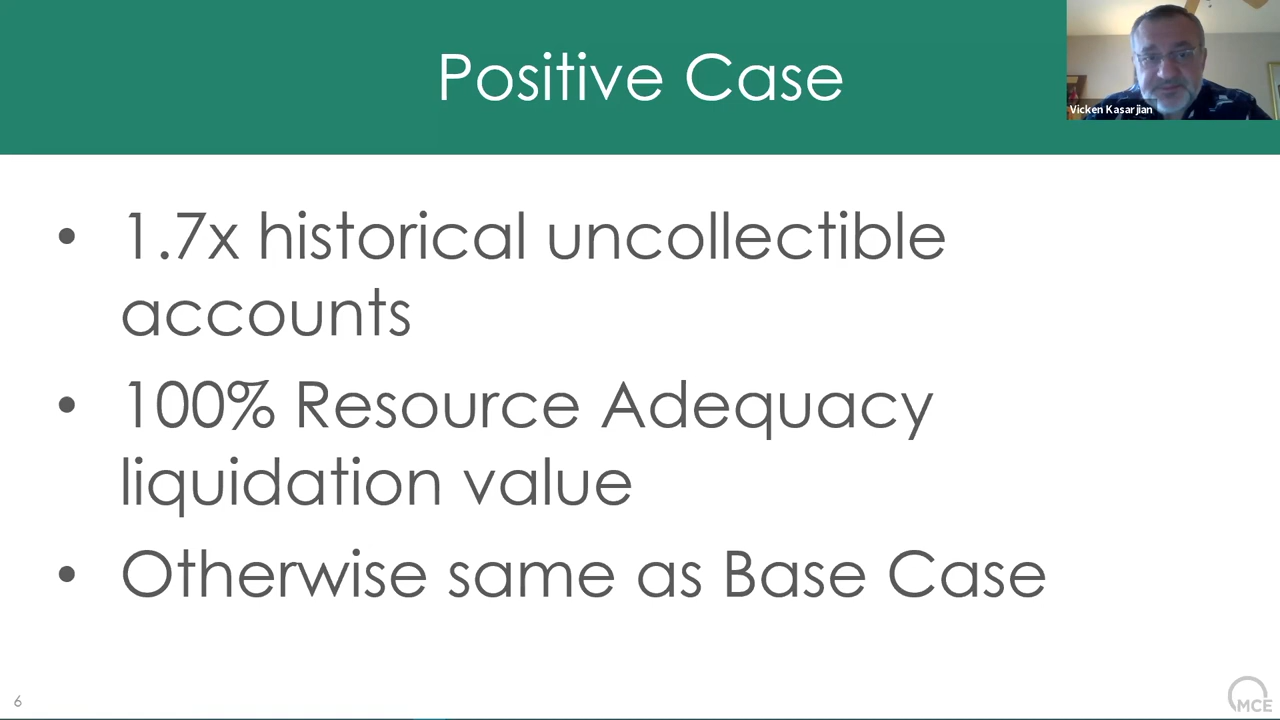 Positive Case
Vicken Kasarjian
• 1.7x historical uncollectible
accounts
• 100% Resource Adequacy
liquidation value
• Otherwise same as Base Case
6
MCE